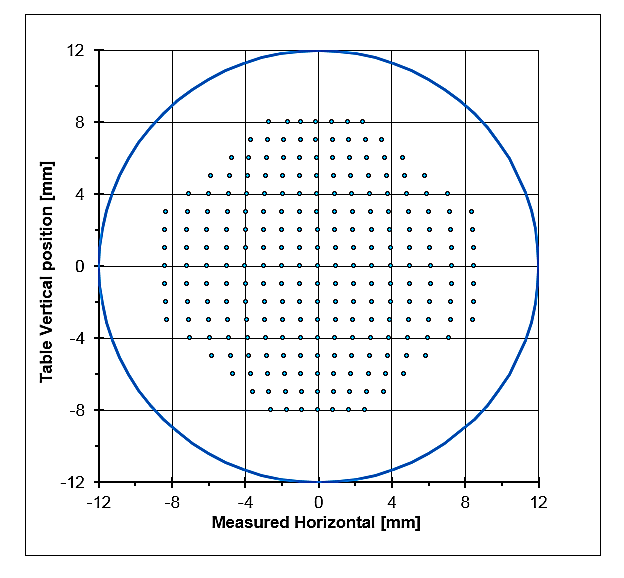 12
8
4
0
-4
-8
-12
Table Vertical position [mm]
-12 -8 -4 0 4 8 12
Measured Horizontal [mm]